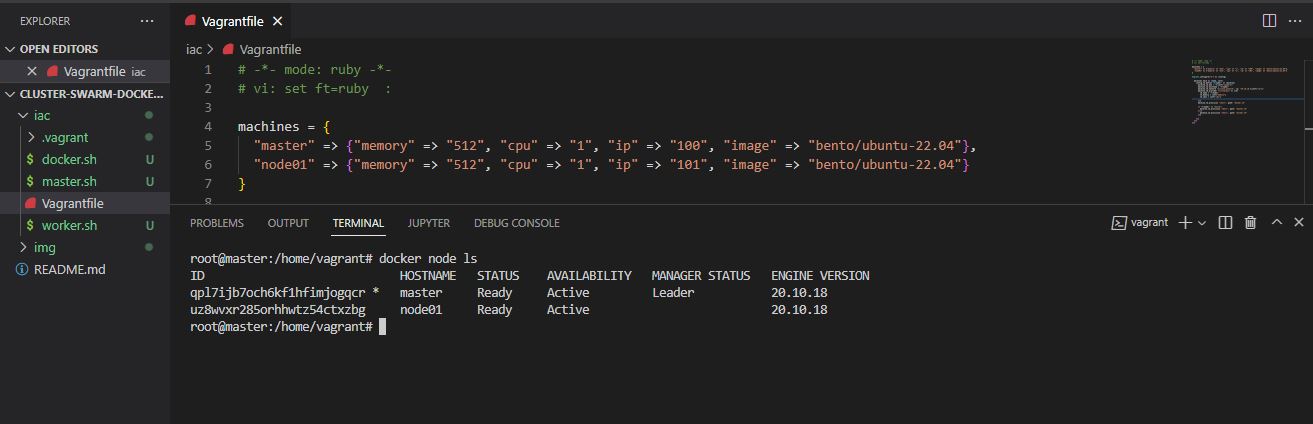 EXPLORER ···
OPEN EDITORS
Vagrantfile iac
CLUSTER-SWARM-DOCKE...
iac
.vagrant
$ docker.sh U
$ master.sh U
Vagrantfile
$ worker.sh U
img
README.md
Vagrantfile
iac > Vagrantfile
1 # -*- mode: ruby -*-
2 # vi: set ft=ruby  :
3
4 machines = {
5   "master" => {"memory" => "512", "cpu" => "1", "ip" => "100", "image" => "bento/ubuntu-22.04"},
6   "node01" => {"memory" => "512", "cpu" => "1", "ip" => "101", "image" => "bento/ubuntu-22.04"}
7 }
8
PROBLEMS OUTPUT TERMINAL JUPYTER DEBUG CONSOLE vagrant
root@master:/home/vagrant# docker node ls
ID HOSTNAME STATUS AVAILABILITY MANAGER STATUS ENGINE VERSION
qpl7ijb7och6kf1hfimjogqcr * master Ready Active Leader 20.10.18
uz8wvxr285orhhwtz54ctxzbg node01 Ready Active 20.10.18
root@master:/home/vagrant#